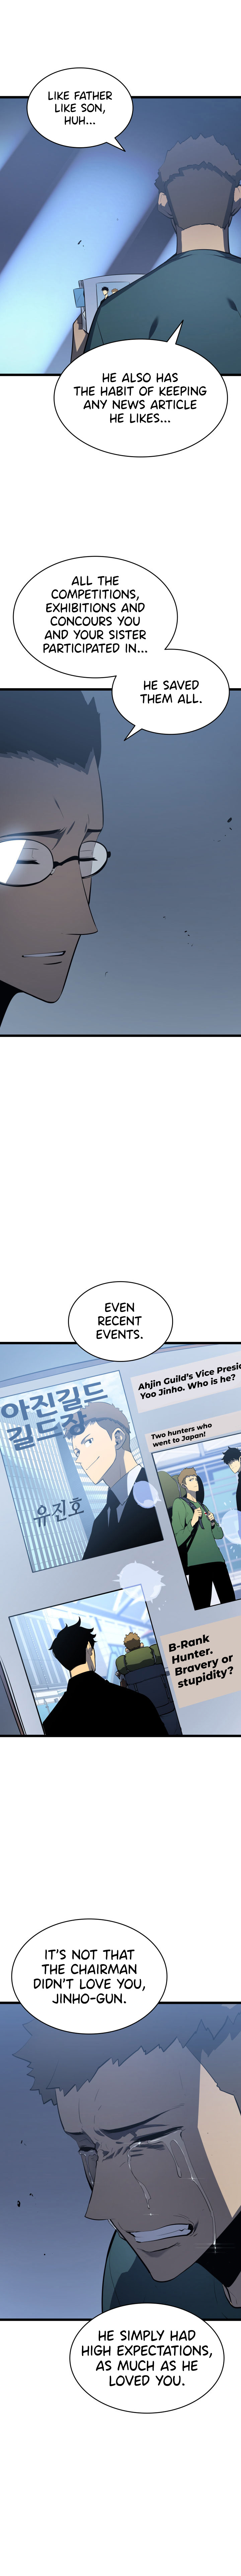 LIKE FATHER
LIKE SON,
HUH...
HE ALSO HAS
THE HABIT OF KEEPING
ANY NEWS ARTICLE
HE LIKES...
ALL THE
COMPETITIONS,
EXHIBITIONS AND
CONCOURS YOU
AND YOUR SISTER
PARTICIPATED IN...
HE SAVED
THEM ALL.
EVEN
RECENT
EVENTS.
아진길드
길드장
유진호
Ahjin Guild's Vice Presid
Yoo Jinho. Who is he?
Two hunters who
went to Japan!
B-Rank
Hunter.
Bravery or
stupidity?
IT'S NOT THAT
THE CHAIRMAN
DIDN'T LOVE YOU,
JINHO-GUN.
HE SIMPLY HAD
HIGH EXPECTATIONS,
AS MUCH AS HE
LOVED YOU.